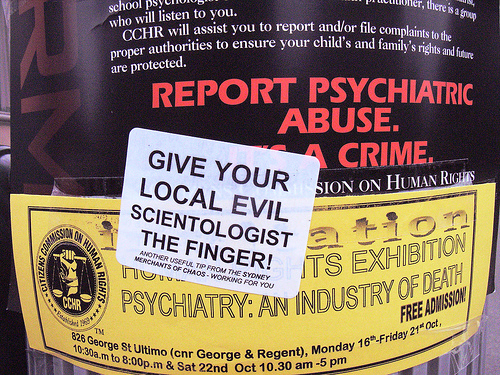 school
there is a group
who will listen to you.
CCHR will assist you to report and/or file complaints to the
proper authorities to ensure your child's and family's rights and future
are protected.
REPORT PSYCHIATRIC
ABUSE.
A CRIME.
ON HUMAN RIGHTS
GIVE YOUR
LOCAL EVIL
SCIENTOLOGIST
THE FINGER!
ANOTHER USEFUL TIP FROM THE SYDNEY
MERCHANTS OF CHAOS - WORKING FOR YOU
CITIZENS COMMISSION ON HUMAN RIGHTS
CCHR
Established 1969
TM
EXHIBITION
PSYCHIATRY: AN INDUSTRY OF DEATH
FREE ADMISSION!
826 George St Ultimo (cnr George & Regent), Monday 16th-Friday 21st Oct,
10:30a.m to 8:00p.m & Sat 22nd Oct 10.30 am -5 pm